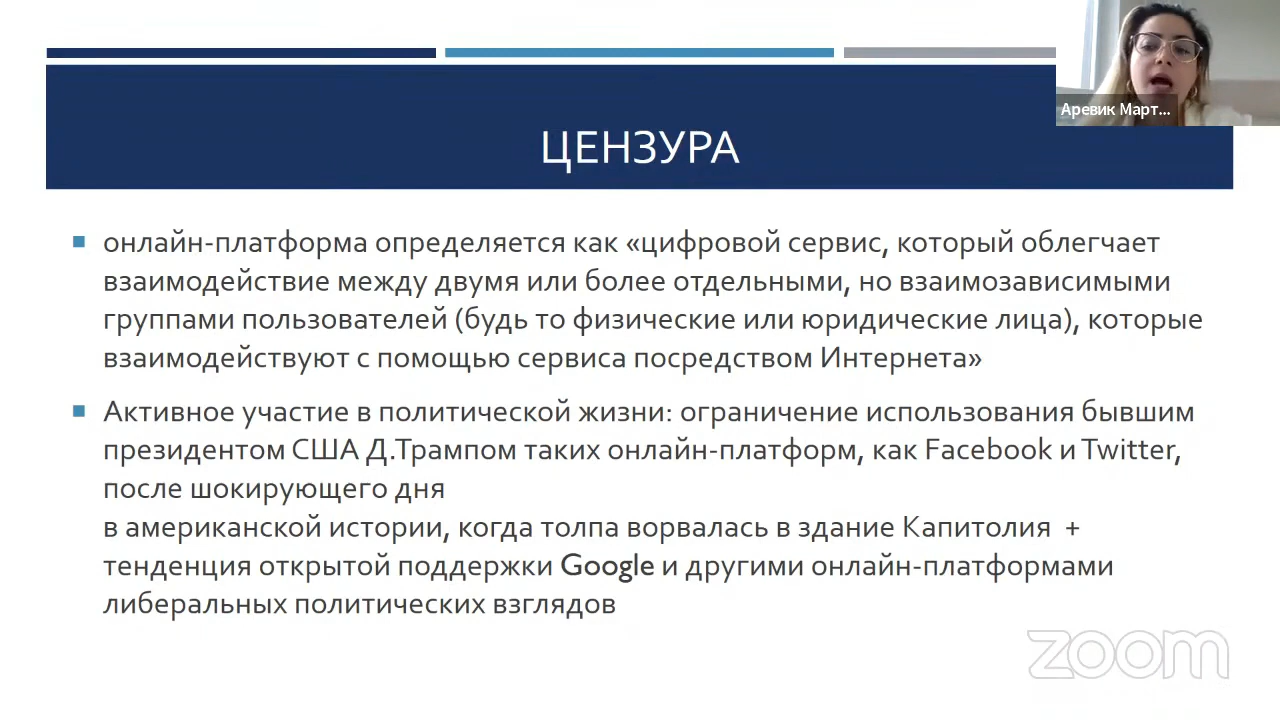 Аревик Март...
ЦЕНЗУРА
онлайн-платформа определяется как «цифровой сервис, который облегчает
взаимодействие между двумя или более отдельными, но взаимозависимыми
группами пользователей (будь то физические или юридические лица), которые
взаимодействуют с помощью сервиса посредством Интернета»
Активное участие в политической жизни: ограничение использования бывшим
президентом США Д.Трампом таких онлайн-платформ, как Facebook и Twitter,
после шокирующего дня
в американской истории, когда толпа ворвалась в здание Капитолия +
тенденция открытой поддержки Google и другими онлайн-платформами
либеральных политических взглядов
zoom